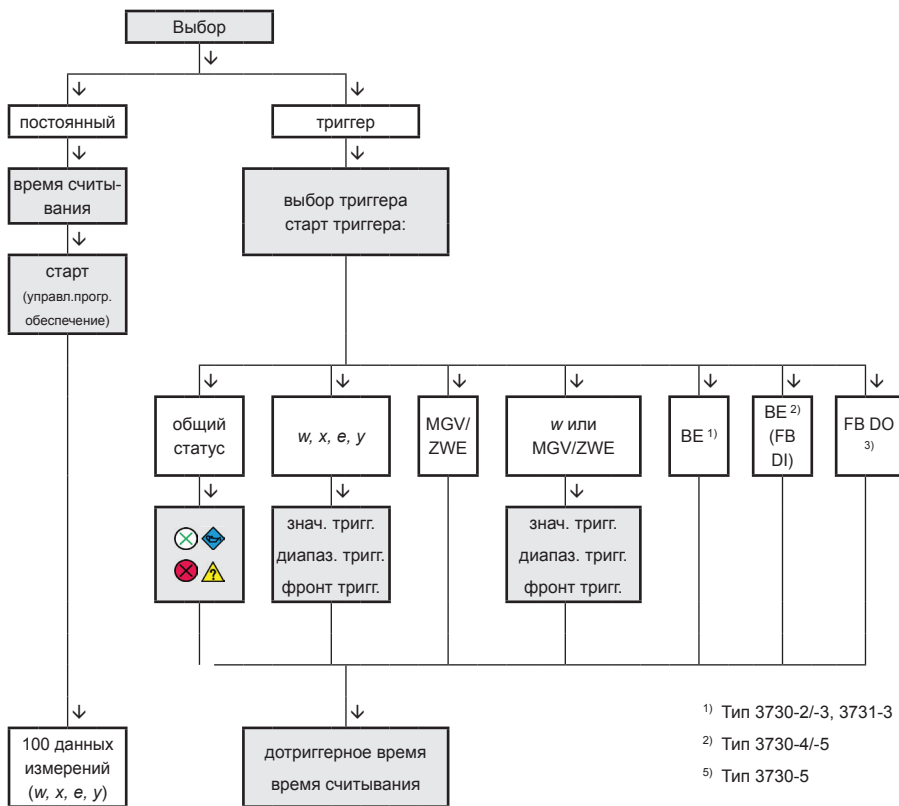 Выбор
постоянный
триггер
время считы-
вания
выбор триггера
старт триггера:
старт
(управл.прогр.
обеспечение)
общий
статус
w, x, e, y
MGV/
ZWE
w или
MGV/ZWE
BE 1)
BE 2)
(FB
DI)
FB DO
3)
?
знач. тригг.
диапаз. тригг.
фронт тригг.
знач. тригг.
диапаз. тригг.
фронт тригг.
100 данных
измерений
(w, x, e, y)
дотриггерное время
время считывания
1) Тип 3730-2/-3, 3731-3
2) Тип 3730-4/-5
5) Тип 3730-5